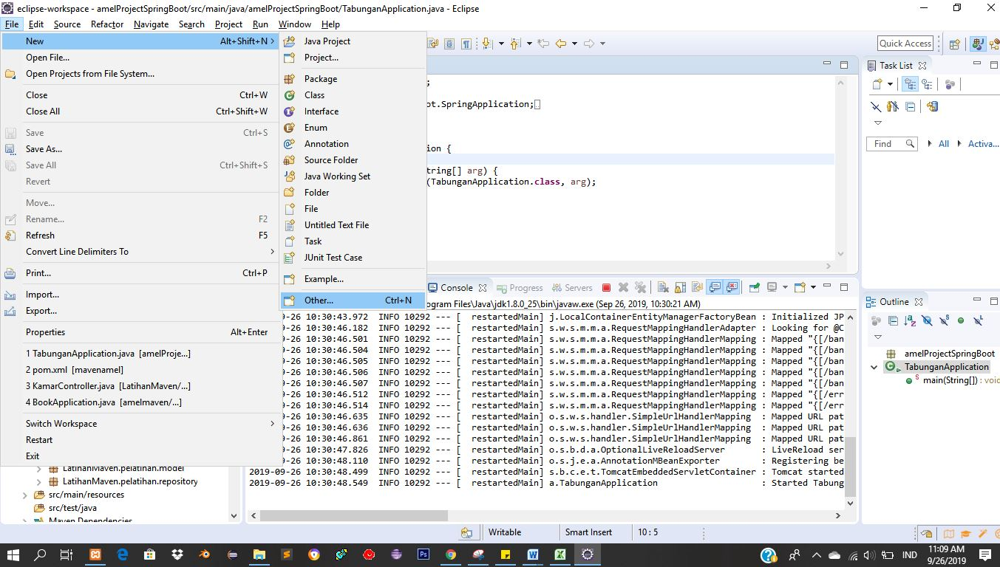 eclipse-workspace - amelProjectSpringBoot/src/main/java/amelProjectSpringBoot/TabunganApplication.java - Eclipse
File Edit Source Refactor Navigate Search Project Run Window Help
New Alt+Shift+N
Open File...
Open Projects from File System...
Close Ctrl+W
Close All Ctrl+Shift+W
Save Ctrl+S
Save As...
Save All Ctrl+Shift+S
Revert
Move...
Rename... F2
Refresh F5
Convert Line Delimiters To
Print... Ctrl+P
Import...
Export...
Properties Alt+Enter
1 TabunganApplication.java [amelProje...]
2 pom.xml [mavenamel]
3 KamarController.java [LatihanMaven/...]
4 BookApplication.java [amelmaven/...]
Switch Workspace
Restart
Exit
Java Project
Project...
Package
Class
Interface
Enum
Annotation
Source Folder
Java Working Set
Folder
File
Untitled Text File
Task
JUnit Test Case
Example...
Other... Ctrl+N
Quick Access
;
ot.SpringApplication;
ion {
tring[] arg) {
(TabunganApplication.class, arg);
Task List
Find All Activa...
Console Progress Servers
ogram Files\Java\jdk1.8.0_25\bin\javaw.exe (Sep 26, 2019, 10:30:21 AM)
-09-26 10:30:43.972 INFO 10292 --- [ restartedMain] j.LocalContainerEntityManagerFactoryBean : Initialized JP
-26 10:30:46.182 INFO 10292 --- [ restartedMain] s.w.s.m.m.a.RequestMappingHandlerAdapter : Looking for @C
-26 10:30:46.501 INFO 10292 --- [ restartedMain] s.w.s.m.m.a.RequestMappingHandlerMapping : Mapped "{[/ban
-26 10:30:46.504 INFO 10292 --- [ restartedMain] s.w.s.m.m.a.RequestMappingHandlerMapping : Mapped "{[/ban
-26 10:30:46.505 INFO 10292 --- [ restartedMain] s.w.s.m.m.a.RequestMappingHandlerMapping : Mapped "{[/ban
-26 10:30:46.506 INFO 10292 --- [ restartedMain] s.w.s.m.m.a.RequestMappingHandlerMapping : Mapped "{[/ban
-26 10:30:46.507 INFO 10292 --- [ restartedMain] s.w.s.m.m.a.RequestMappingHandlerMapping : Mapped "{[/ban
-26 10:30:46.512 INFO 10292 --- [ restartedMain] s.w.s.m.m.a.RequestMappingHandlerMapping : Mapped "{[/err
-26 10:30:46.514 INFO 10292 --- [ restartedMain] s.w.s.m.m.a.RequestMappingHandlerMapping : Mapped "{[/err
-26 10:30:46.635 INFO 10292 --- [ restartedMain] o.s.w.s.handler.SimpleUrlHandlerMapping : Mapped URL pat
-26 10:30:46.636 INFO 10292 --- [ restartedMain] o.s.w.s.handler.SimpleUrlHandlerMapping : Mapped URL pat
-26 10:30:46.861 INFO 10292 --- [ restartedMain] o.s.w.s.handler.SimpleUrlHandlerMapping : Mapped URL pat
-26 10:30:47.826 INFO 10292 --- [ restartedMain] o.s.b.d.a.OptionalLiveReloadServer : LiveReload ser
-26 10:30:48.110 INFO 10292 --- [ restartedMain] o.s.j.e.a.AnnotationMBeanExporter : Registering be
2019-09-26 10:30:48.499 INFO 10292 --- [ restartedMain] s.b.c.e.t.TomcatEmbeddedServletContainer : Tomcat started
2019-09-26 10:30:48.549 INFO 10292 --- [ restartedMain] a.TabunganApplication : Started Tabung
Outline
amelProjectSpringBoot
TabunganApplication
main(String[]) : void
LatihanMaven.pelatihan.model
LatihanMaven.pelatihan.repository
src/main/resources
src/test/java
Maven Dependencies
Writable Smart Insert 10 : 5
IND
11:09 AM
9/26/2019